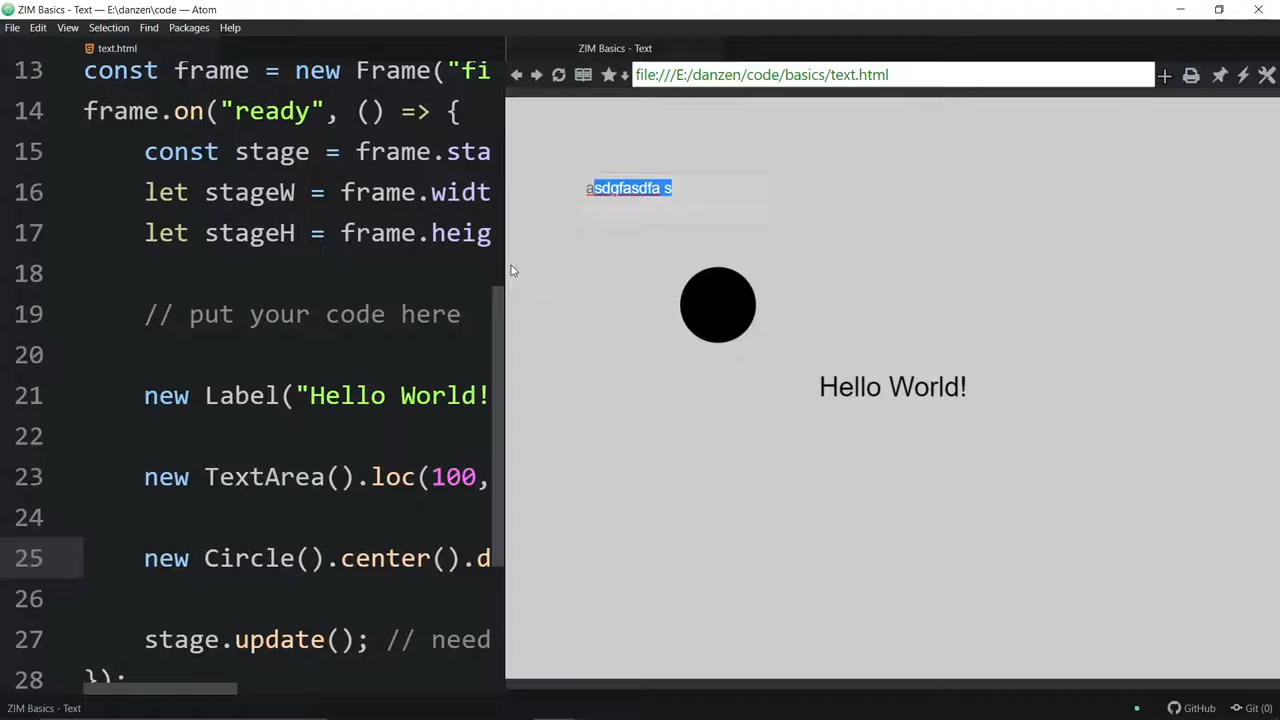 ZIM Basics - Text — E:\danzen\code — Atom
File Edit View Selection Find Packages Help
text.html
ZIM Basics - Text
file:///E:/danzen/code/basics/text.html
13 const frame = new Frame("fi
14 frame.on("ready", () => {
15 const stage = frame.sta
16 let stageW = frame.widt
17 let stageH = frame.heig
18
19 // put your code here
20
21 new Label("Hello World!
22
23 new TextArea().loc(100,
24
25 new Circle().center().d
26
27 stage.update(); // need
28 });
asdgfasdfa s
Hello World!
ZIM Basics - Text
GitHub
Git (0)